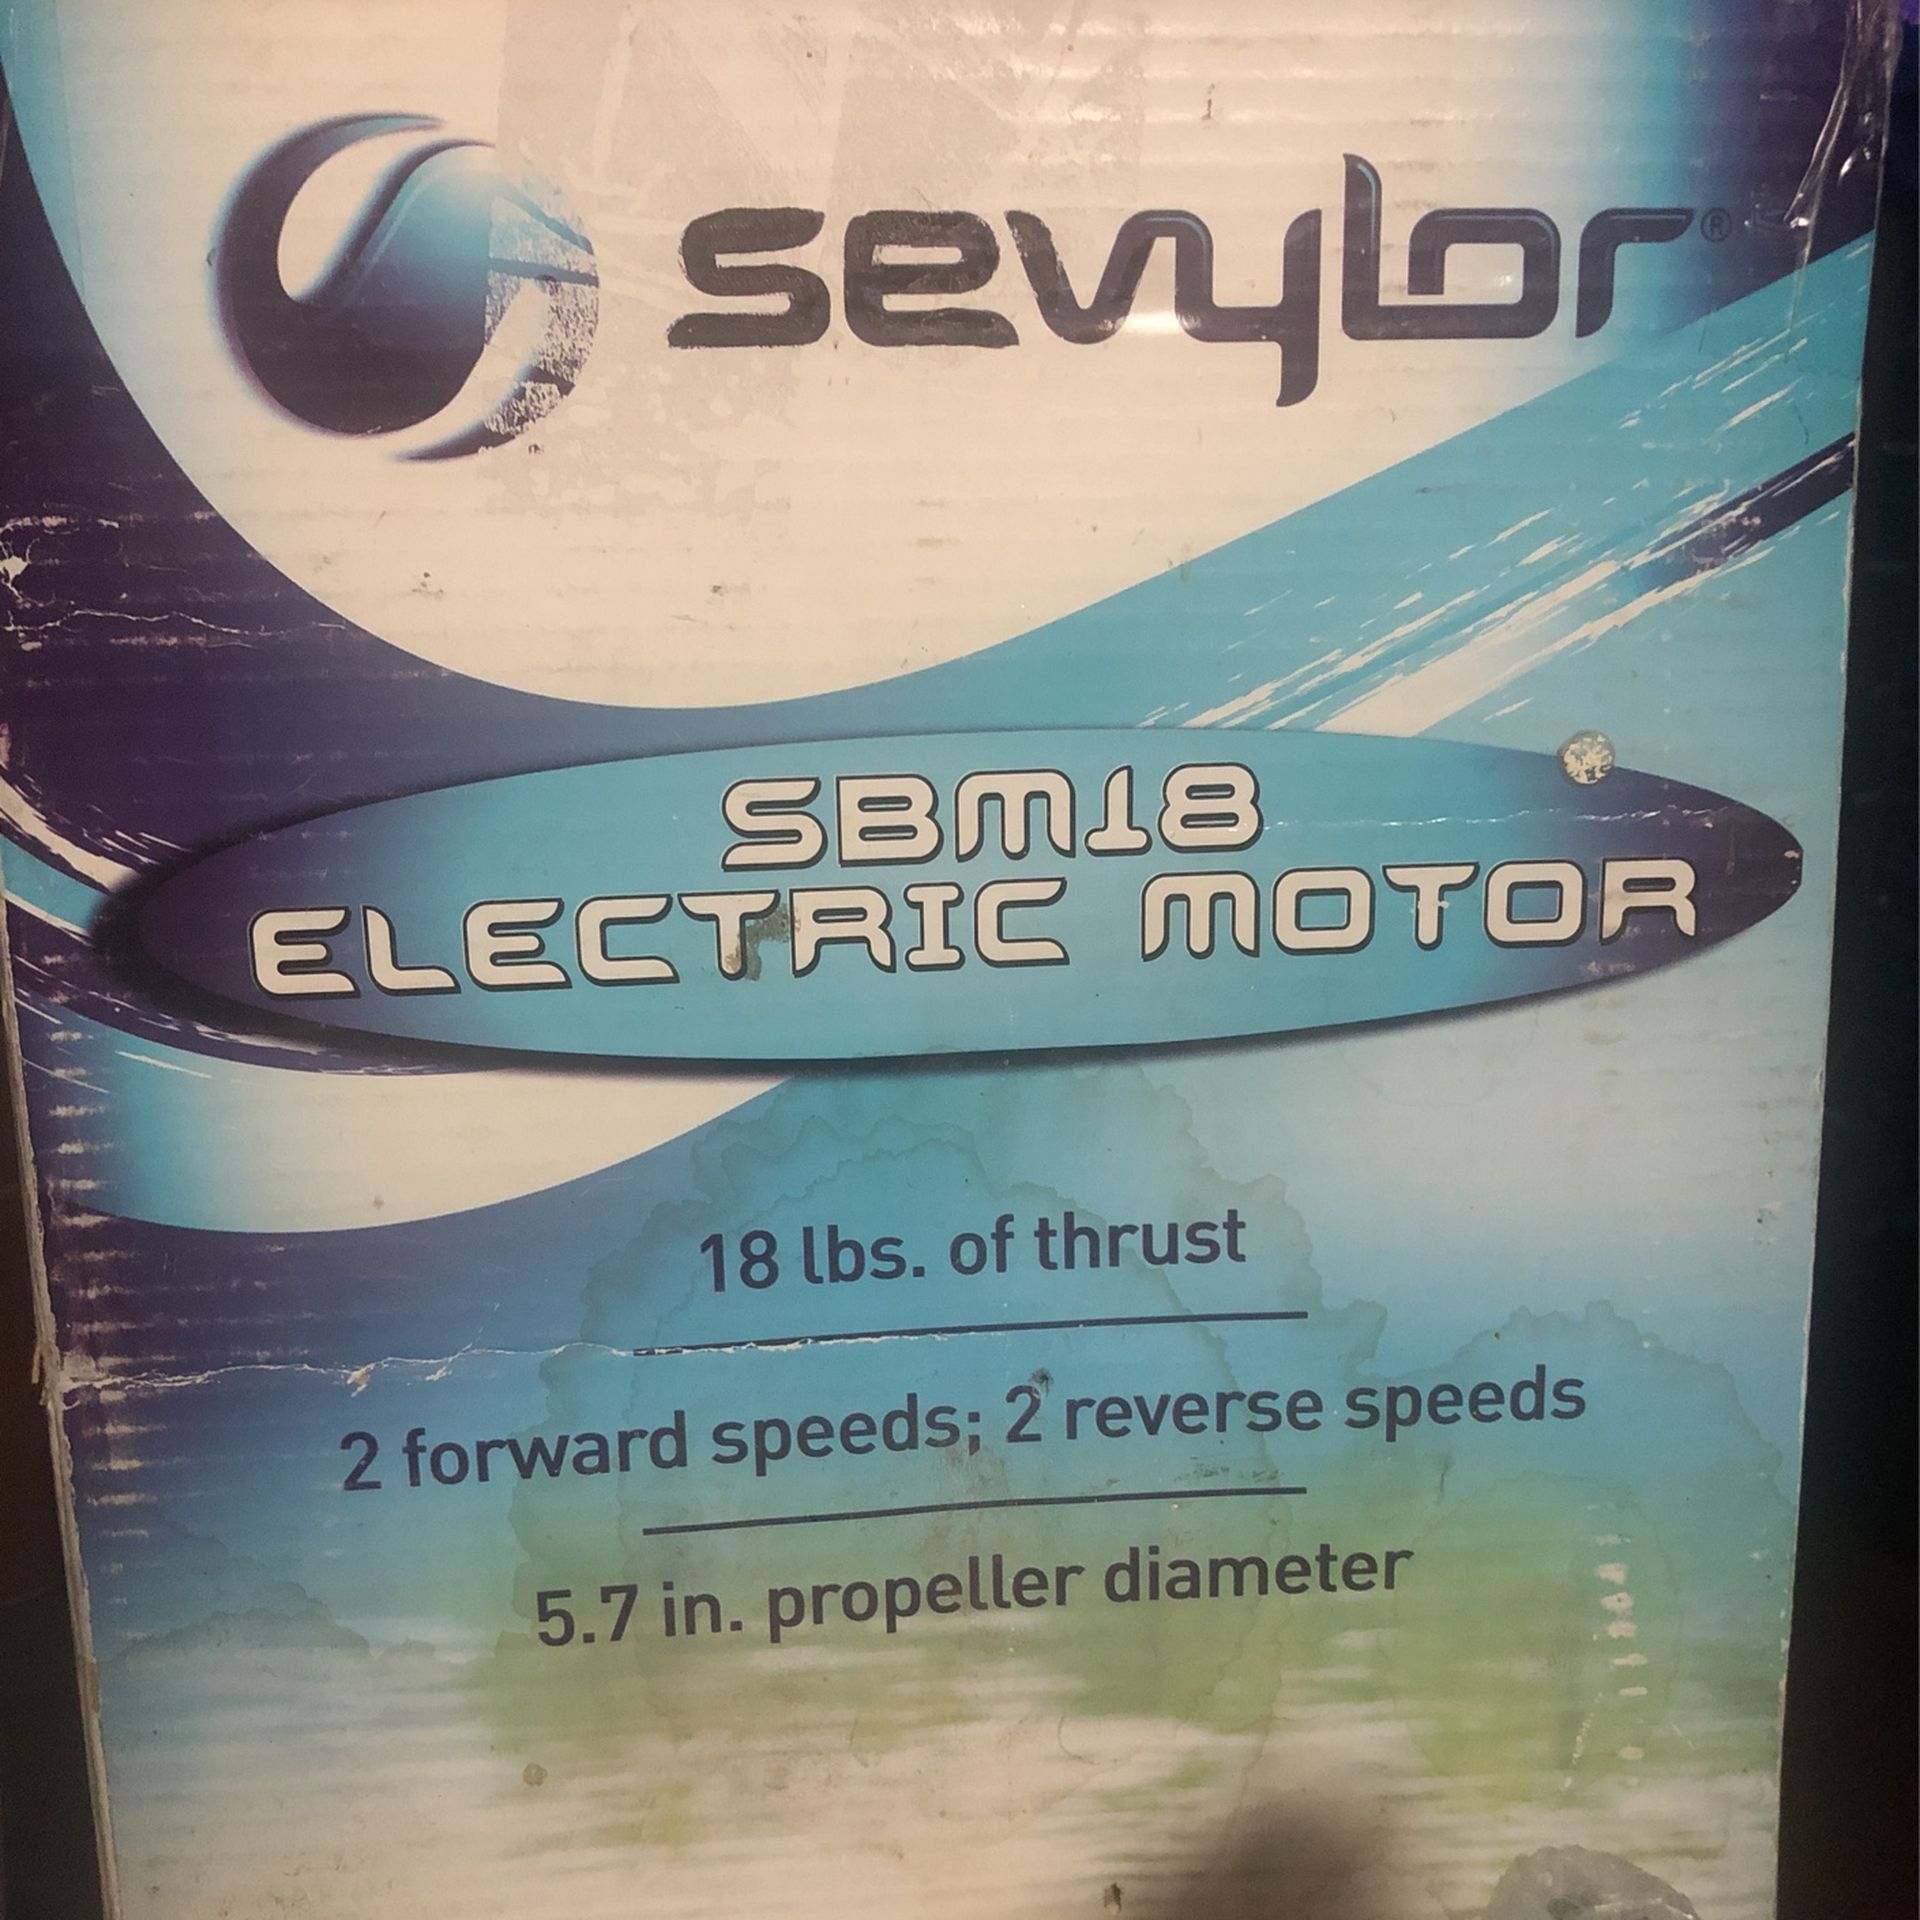 sevylor®
SBM18
ELECTRIC MOTOR
18 lbs. of thrust
2 forward speeds; 2 reverse speeds
5.7 in. propeller diameter